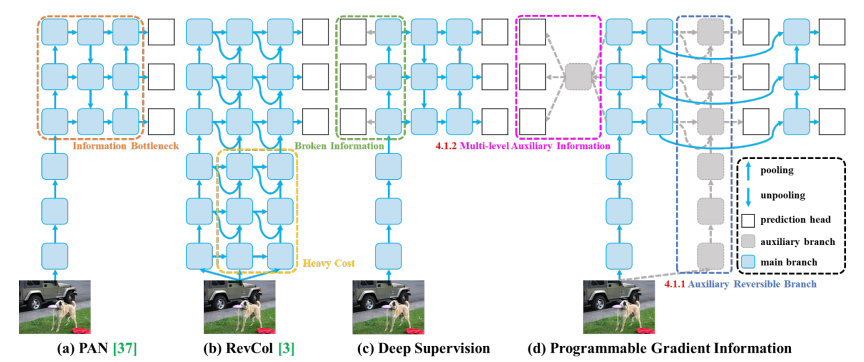 Information Bottleneck
Broken Information
4.1.2 Multi-level Auxiliary Information
Heavy Cost
pooling
unpooling
prediction head
auxiliary branch
main branch
4.1.1 Auxiliary Reversible Branch
(a) PAN [37]
(b) RevCol [3]
(c) Deep Supervision
(d) Programmable Gradient Information